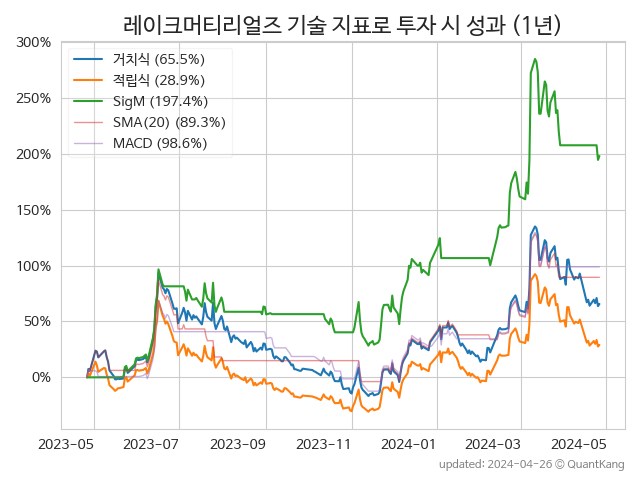 레이크머티리얼즈 기술 지표로 투자 시 성과 (1년)
300%
250%
200%
150%
100%
50%
0%
거치식 (65.5%)
적립식 (28.9%)
SigM (197.4%)
SMA(20) (89.3%)
MACD (98.6%)
2023-05 2023-07 2023-09 2023-11 2024-01 2024-03 2024-05
updated: 2024-04-26 © QuantKang